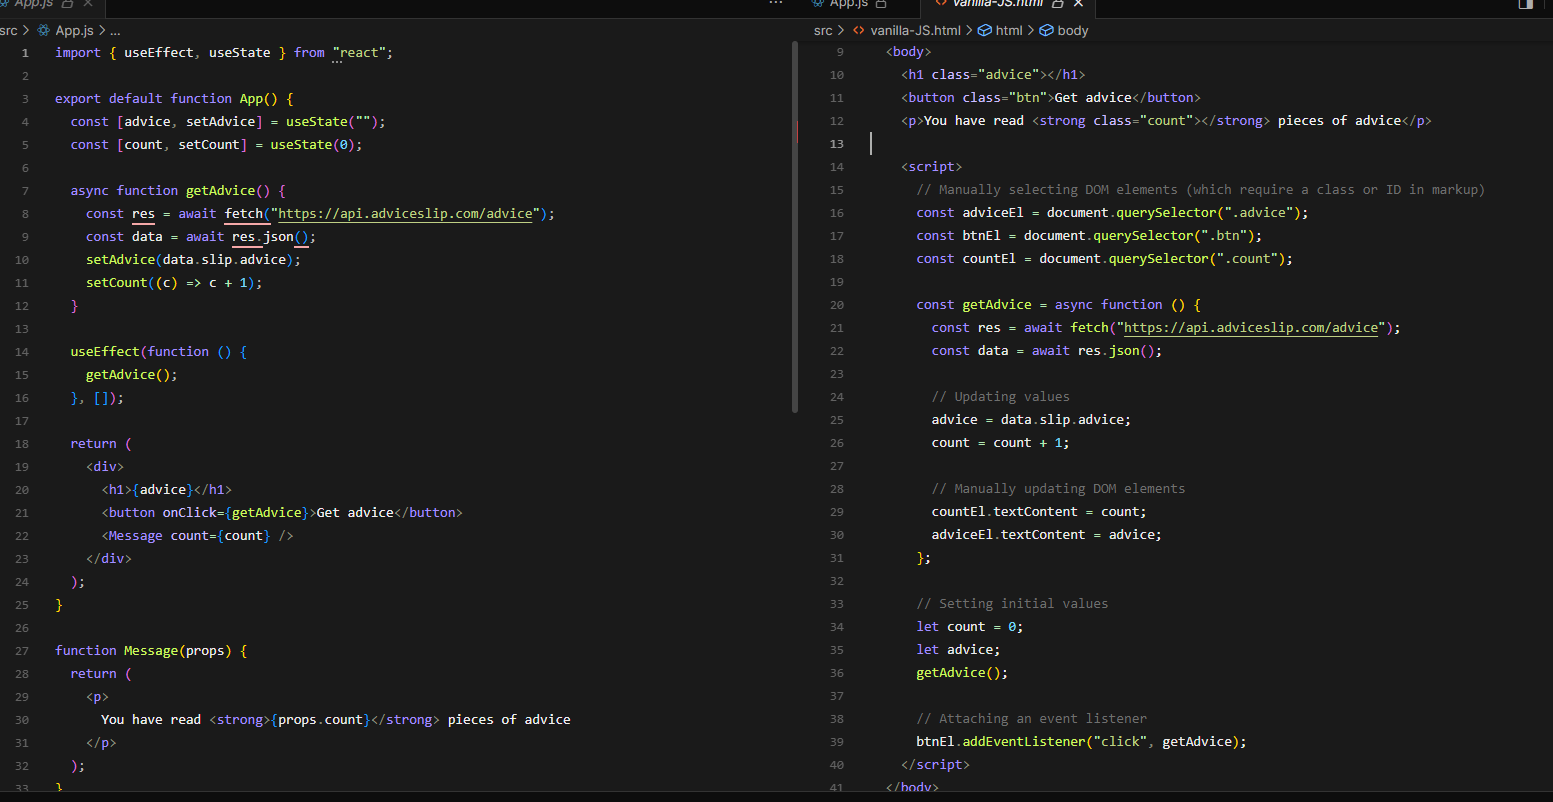 App.js
src > App.js > ...
1 import { useEffect, useState } from "react";
2
3 export default function App() {
4 const [advice, setAdvice] = useState("");
5 const [count, setCount] = useState(0);
6
7 async function getAdvice() {
8 const res = await fetch("https://api.adviceslip.com/advice");
9 const data = await res.json();
10 setAdvice(data.slip.advice);
11 setCount((c) => c + 1);
12 }
13
14 useEffect(function () {
15 getAdvice();
16 }, []);
17
18 return (
19 <div>
20 <h1>{advice}</h1>
21 <button onClick={getAdvice}>Get advice</button>
22 <Message count={count} />
23 </div>
24 );
25 }
26
27 function Message(props) {
28 return (
29 <p>
30 You have read <strong>{props.count}</strong> pieces of advice
31 </p>
32 );
33 }
App.js
vanilla-JS.html
src > vanilla-JS.html > html > body
9 <body>
10 <h1 class="advice"></h1>
11 <button class="btn">Get advice</button>
12 <p>You have read <strong class="count"></strong> pieces of advice</p>
13
14 <script>
15 // Manually selecting DOM elements (which require a class or ID in markup)
16 const adviceEl = document.querySelector(".advice");
17 const btnEl = document.querySelector(".btn");
18 const countEl = document.querySelector(".count");
19
20 const getAdvice = async function () {
21 const res = await fetch("https://api.adviceslip.com/advice");
22 const data = await res.json();
23
24 // Updating values
25 advice = data.slip.advice;
26 count = count + 1;
27
28 // Manually updating DOM elements
29 countEl.textContent = count;
30 adviceEl.textContent = advice;
31 };
32
33 // Setting initial values
34 let count = 0;
35 let advice;
36 getAdvice();
37
38 // Attaching an event listener
39 btnEl.addEventListener("click", getAdvice);
40 </script>
41 </body>